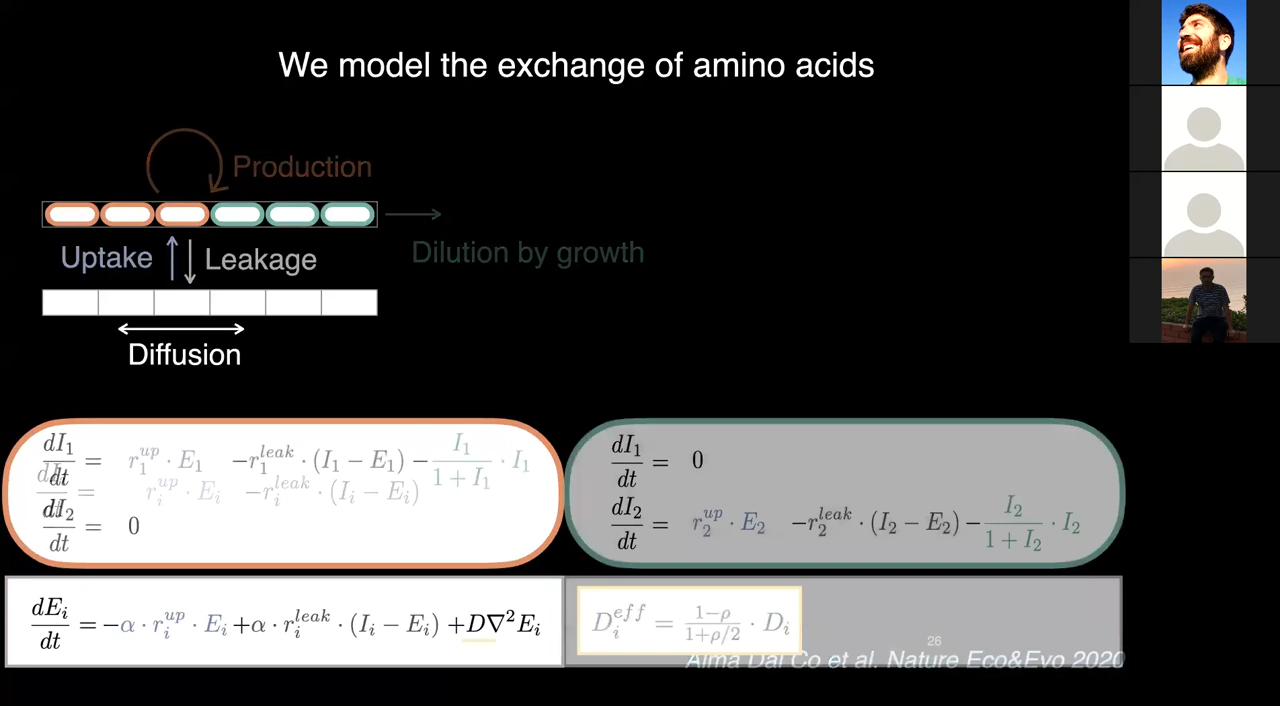 We model the exchange of amino acids
Production
Uptake
Leakage
Dilution by growth
Diffusion
dI₁/dt = r₁^up · E₁ −r₁^leak · (I₁ − E₁) − I₁/(1 + I₁) · I₁
dIᵢ/dt = rᵢ^up · Eᵢ −rᵢ^leak · (Iᵢ − Eᵢ)
dI₂/dt = 0
dI₁/dt = 0
dI₂/dt = r₂^up · E₂ −r₂^leak · (I₂ − E₂) − I₂/(1 + I₂) · I₂
dEᵢ/dt = −α · rᵢ^up · Eᵢ +α · rᵢ^leak · (Iᵢ − Eᵢ) +D∇²Eᵢ
Dᵢ^eff = (1−ρ)/(1+ρ/2) · Dᵢ
26
Alma Dal Co et al. Nature Eco&Evo 2020